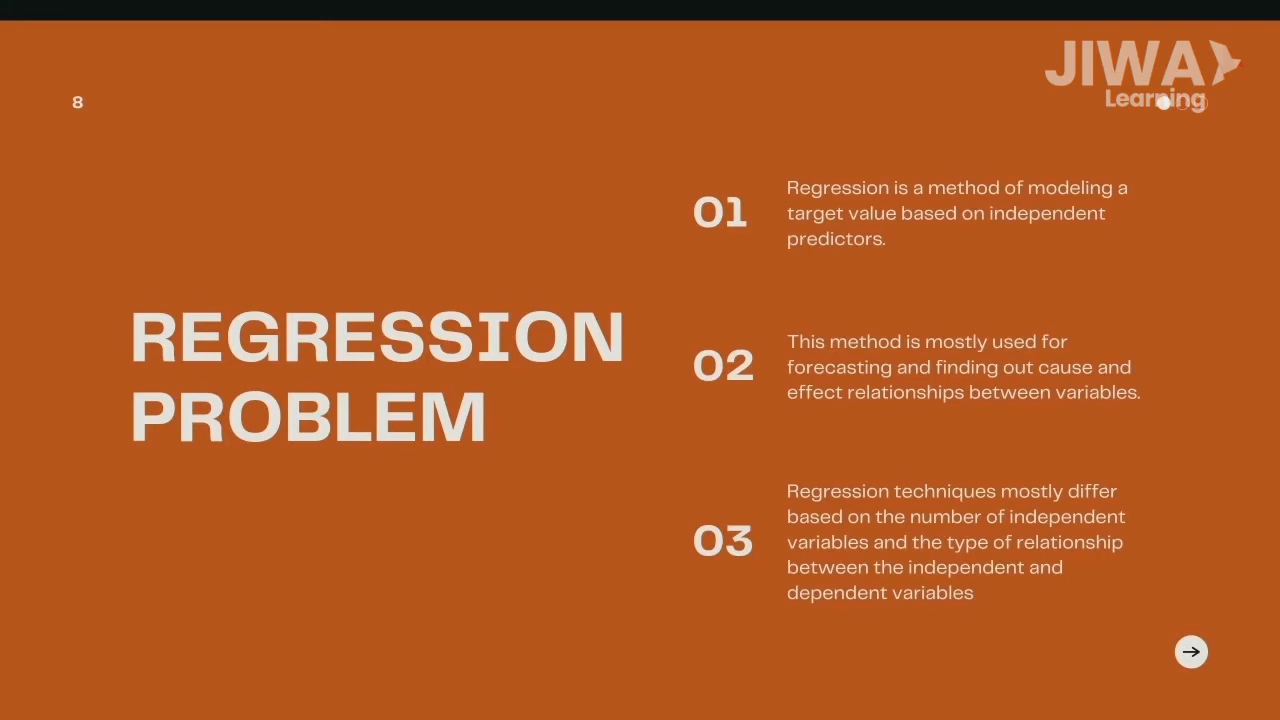 JIWA
Learning
8
REGRESSION
PROBLEM
01
Regression is a method of modeling a
target value based on independent
predictors.
02
This method is mostly used for
forecasting and finding out cause and
effect relationships between variables.
03
Regression techniques mostly differ
based on the number of independent
variables and the type of relationship
between the independent and
dependent variables